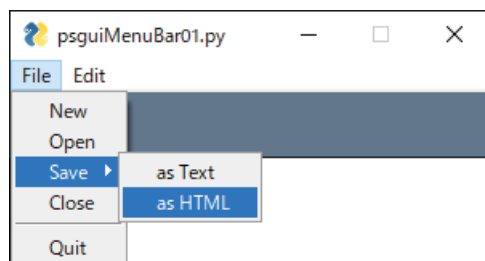 psguiMenuBar01.py
File Edit
New
Open
Save
as Text
Close
as HTML
Quit